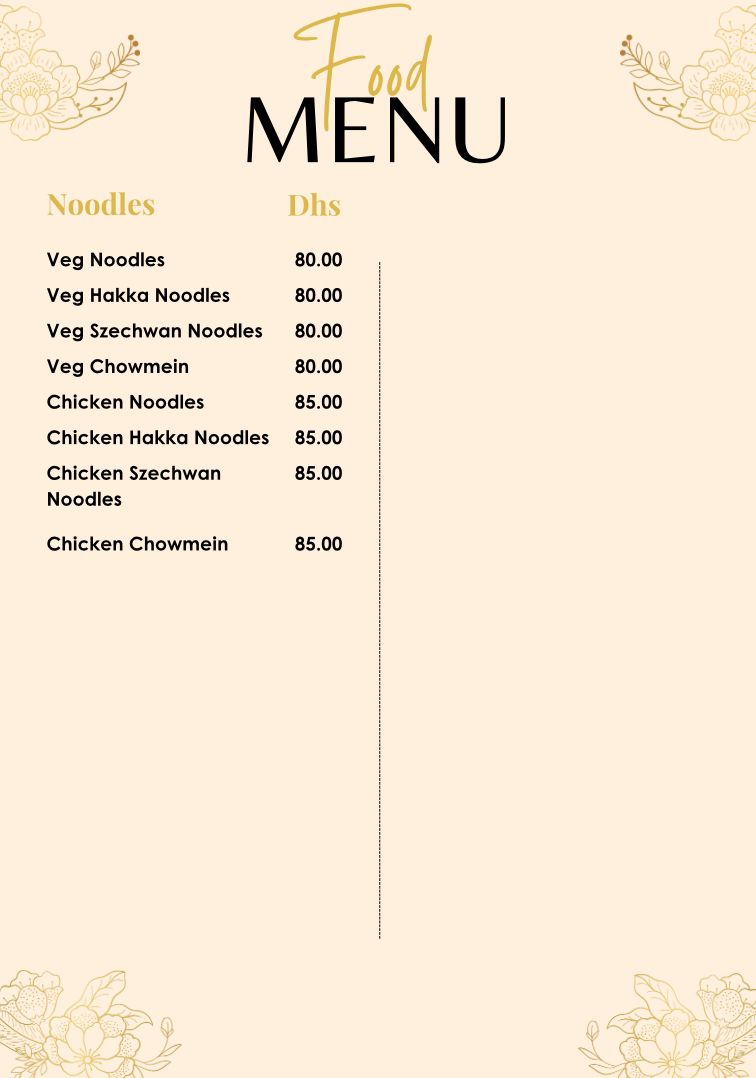 Food
MENU
Noodles Dhs
Veg Noodles 80.00
Veg Hakka Noodles 80.00
Veg Szechwan Noodles 80.00
Veg Chowmein 80.00
Chicken Noodles 85.00
Chicken Hakka Noodles 85.00
Chicken Szechwan 85.00
Noodles
Chicken Chowmein 85.00